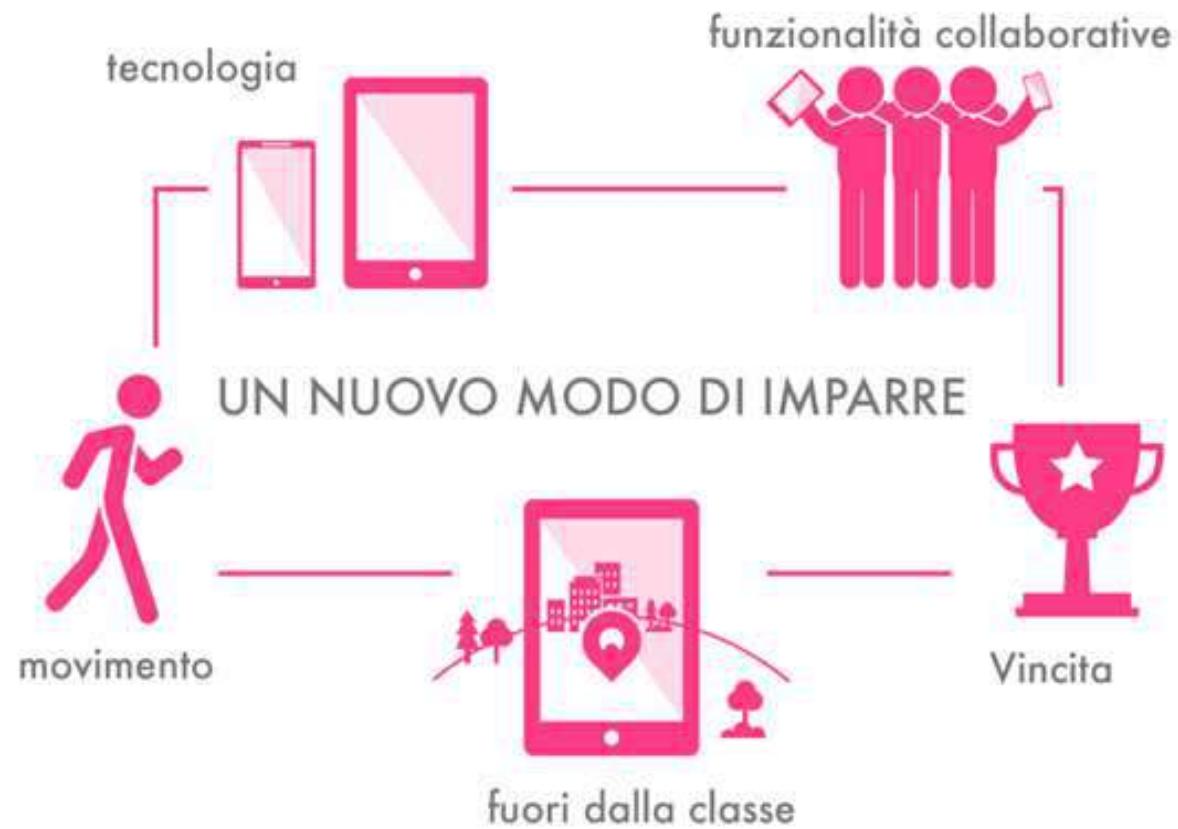 funzionalità collaborative
tecnologia
UN NUOVO MODO DI IMPARRE
movimento
Vincita
fuori dalla classe